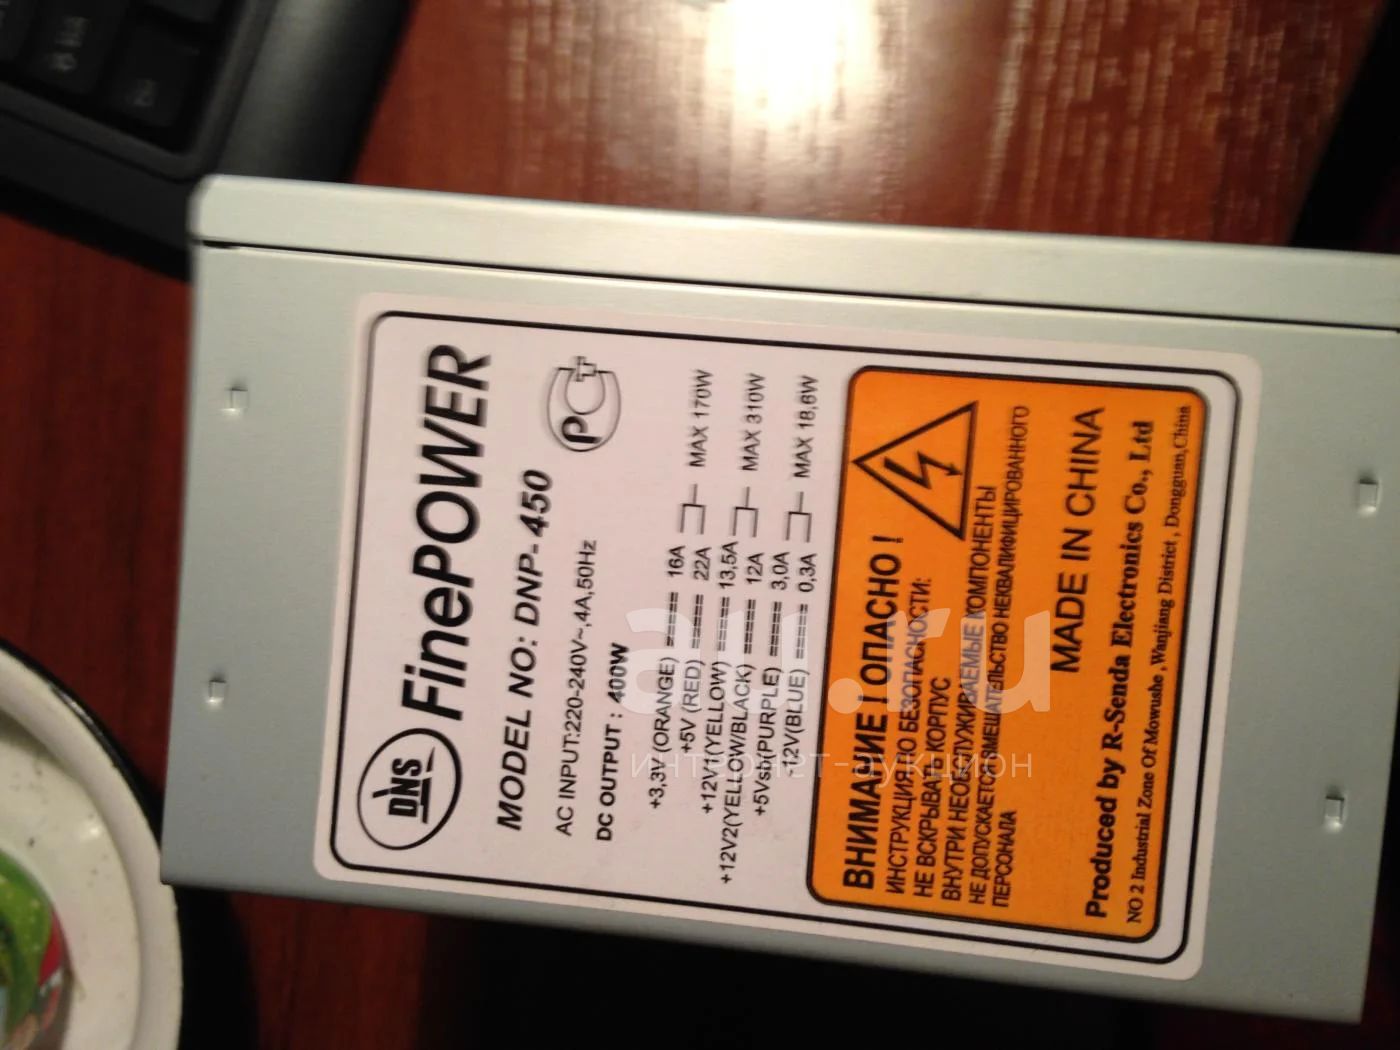 DNS FinePOWER
MODEL NO: DNP-450
AC INPUT:220-240V~,4A,50Hz
DC OUTPUT : 400W
+3,3V (ORANGE) ===== 16A
+5V (RED) ===== 22A MAX 170W
+12V1(YELLOW) ===== 13,5A
+12V2(YELLOW/BLACK) ===== 12A MAX 310W
+5Vsb(PURPLE) ===== 3,0A
-12V(BLUE) ===== 0,3A MAX 18,6W
РСТ
ВНИМАНИЕ ! ОПАСНО !
ИНСТРУКЦИЯ ПО БЕЗОПАСНОСТИ:
НЕ ВСКРЫВАТЬ КОРПУС
ВНУТРИ НЕОБСЛУЖИВАЕМЫЕ КОМПОНЕНТЫ
НЕ ДОПУСКАЕТСЯ ВМЕШАТЕЛЬСТВО НЕКВАЛИФИЦИРОВАННОГО
ПЕРСОНАЛА
MADE IN CHINA
Produced by R-Senda Electronics Co., Ltd
NO 2 Industrial Zone Of Mowushe ,Wanjiang District , Dongguan,China
au.ru
интернет-аукцион